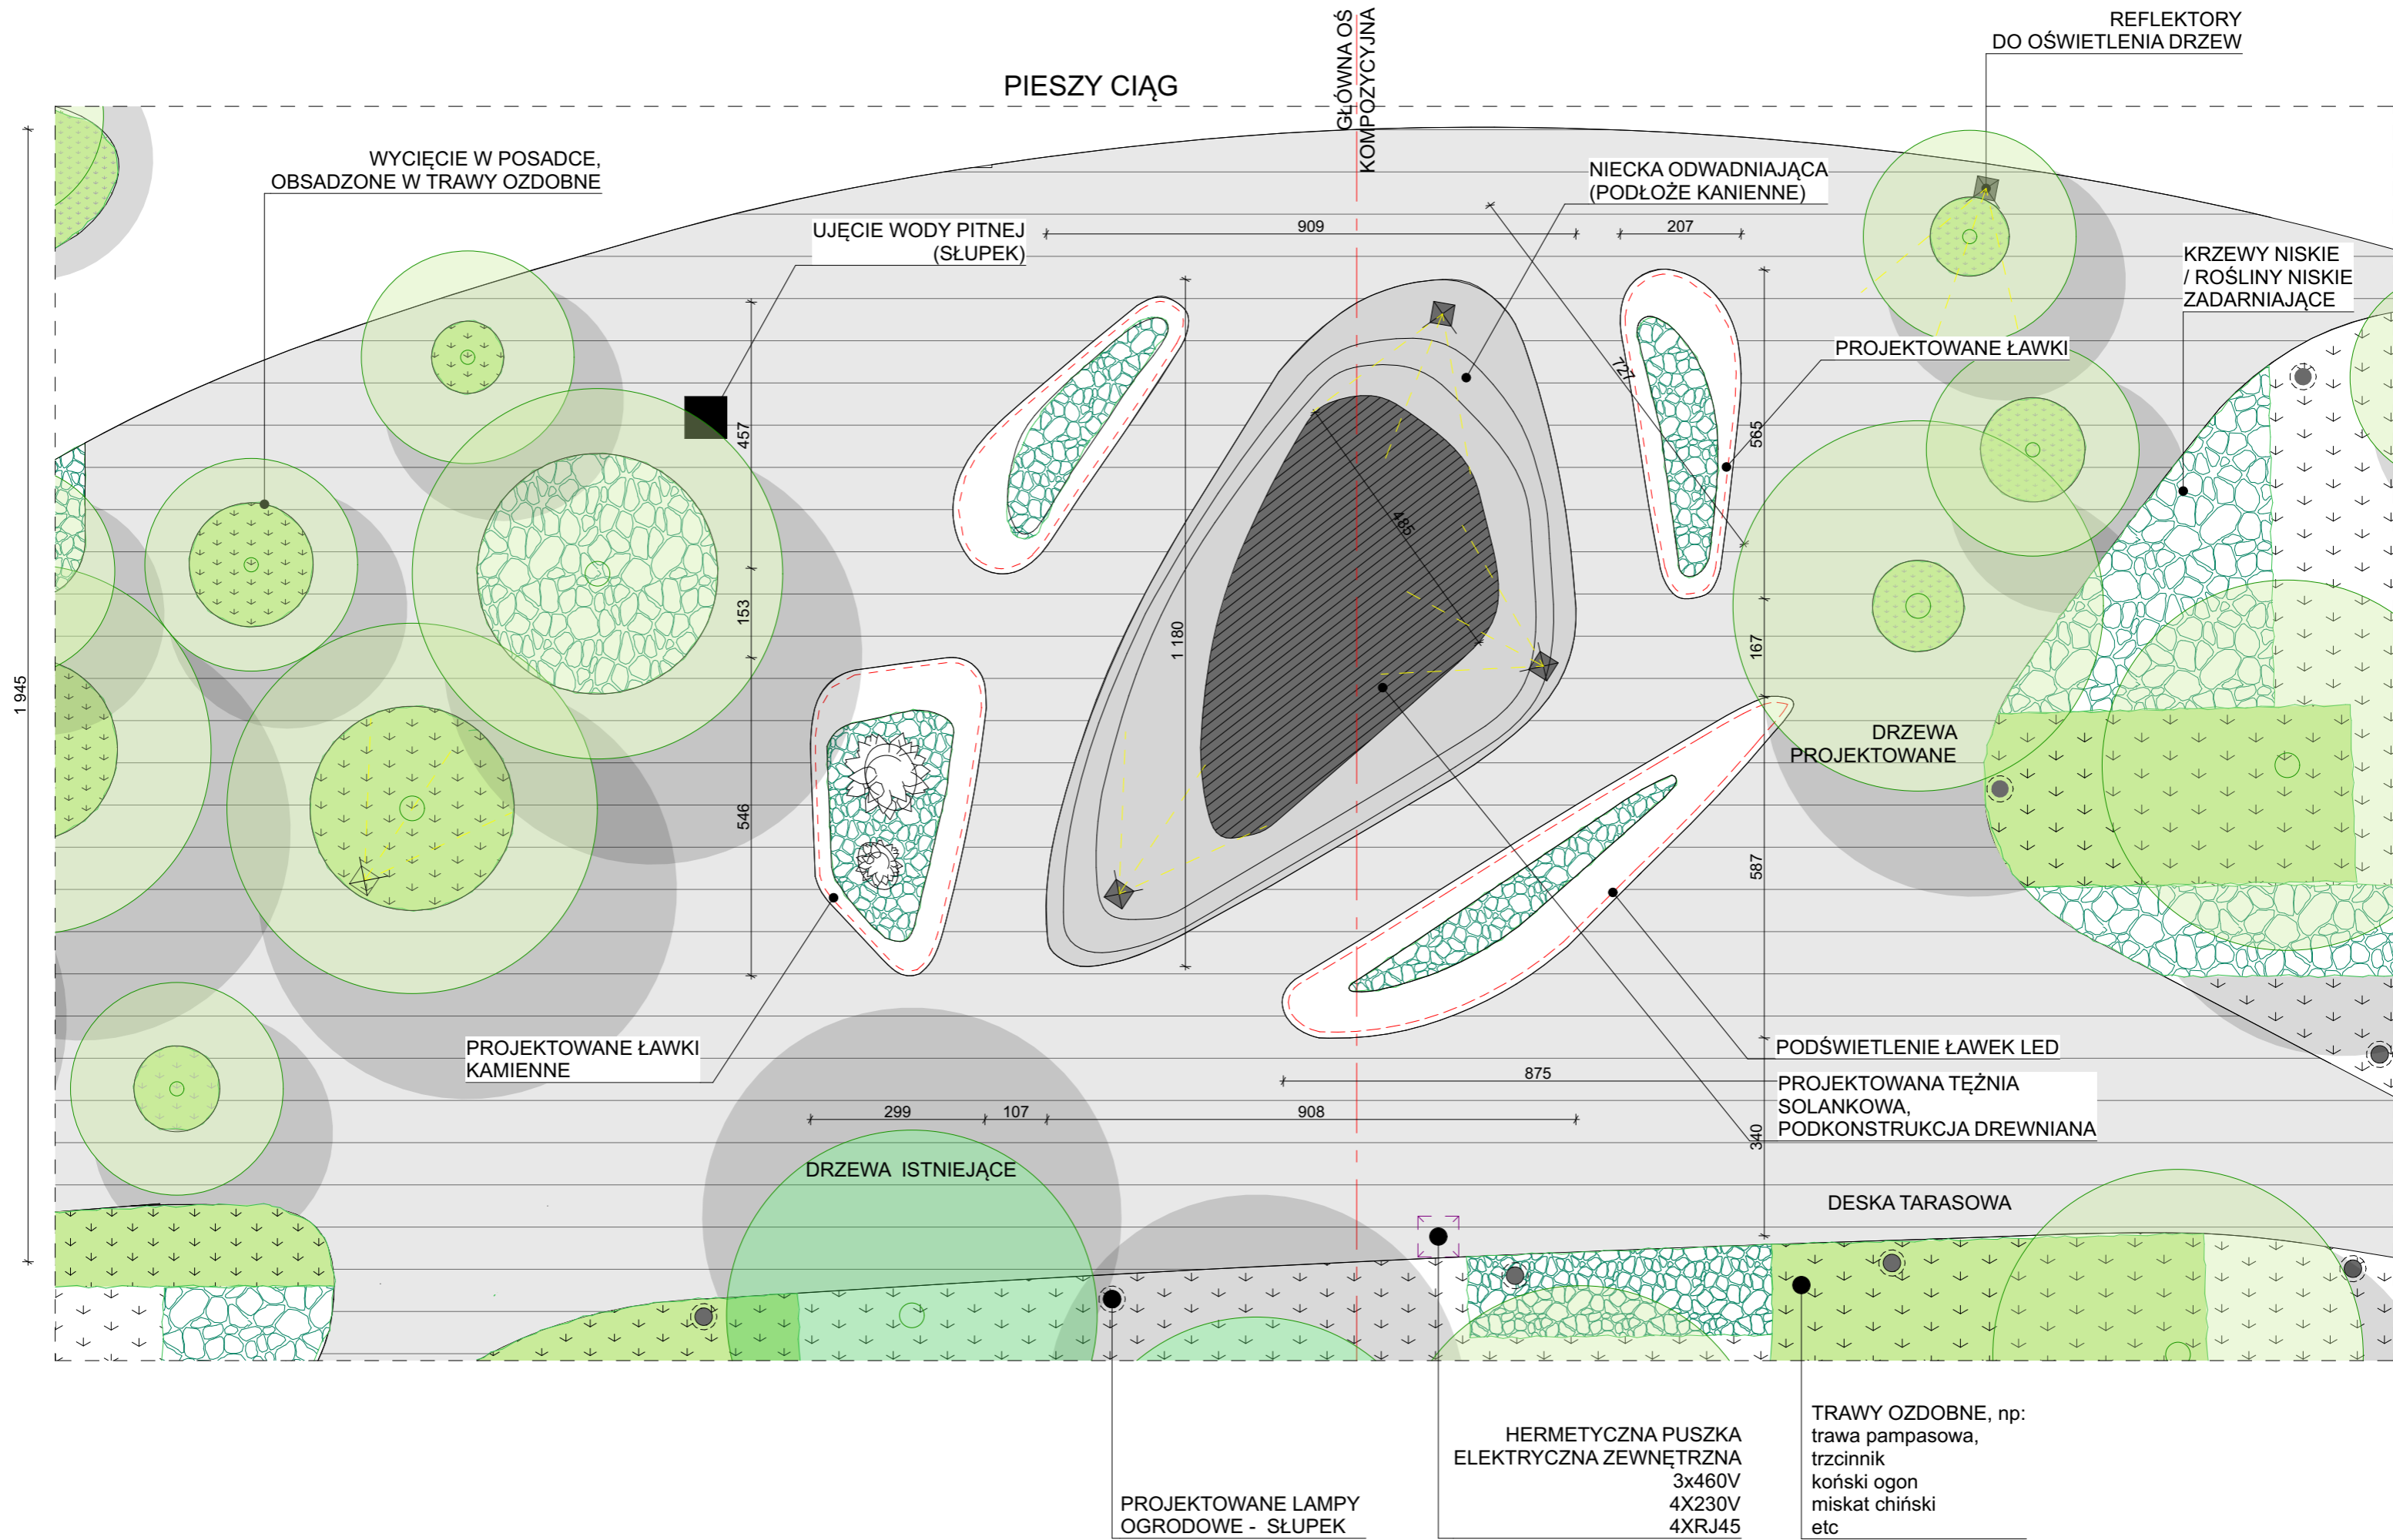 GŁÓWNA OŚ
KOMPOZYCYJNA
REFLEKTORY
DO OŚWIETLENIA DRZEW
PIESZY CIĄG
WYCIĘCIE W POSADCE,
OBSADZONE W TRAWY OZDOBNE
NIECKA ODWADNIAJĄCA
(PODŁOŻE KANIENNE)
UJĘCIE WODY PITNEJ
(SŁUPEK)
909
207
KRZEWY NISKIE
/ ROŚLINY NISKIE
ZADARNIAJĄCE
PROJEKTOWANE ŁAWKI
727
457
565
485
153
1 180
167
1 945
DRZEWA
PROJEKTOWANE
546
587
PROJEKTOWANE ŁAWKI
KAMIENNE
PODŚWIETLENIE ŁAWEK LED
875
PROJEKTOWANA TĘŻNIA
SOLANKOWA,
PODKONSTRUKCJA DREWNIANA
299
107
908
340
DRZEWA  ISTNIEJĄCE
DESKA TARASOWA
PROJEKTOWANE LAMPY
OGRODOWE -  SŁUPEK
HERMETYCZNA PUSZKA
ELEKTRYCZNA ZEWNĘTRZNA
3x460V
4X230V
4XRJ45
TRAWY OZDOBNE, np:
trawa pampasowa,
trzcinnik
koński ogon
miskat chiński
etc